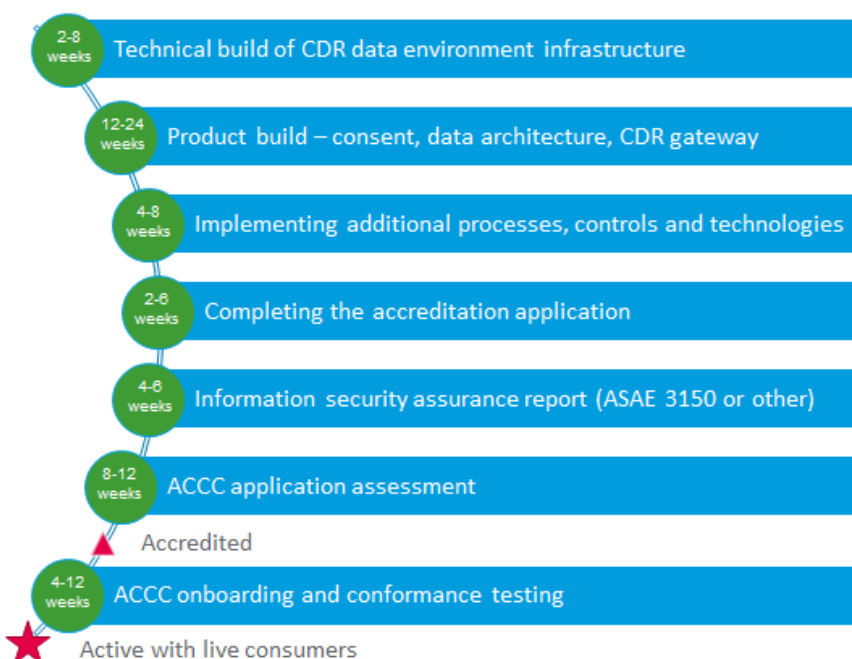 2-8
weeks
Technical build of CDR data environment infrastructure
12-24
weeks
Product build – consent, data architecture, CDR gateway
4-8
weeks
Implementing additional processes, controls and technologies
2-6
weeks
Completing the accreditation application
4-6
weeks
Information security assurance report (ASAE 3150 or other)
8-12
weeks
ACCC application assessment
Accredited
4-12
weeks
ACCC onboarding and conformance testing
Active with live consumers